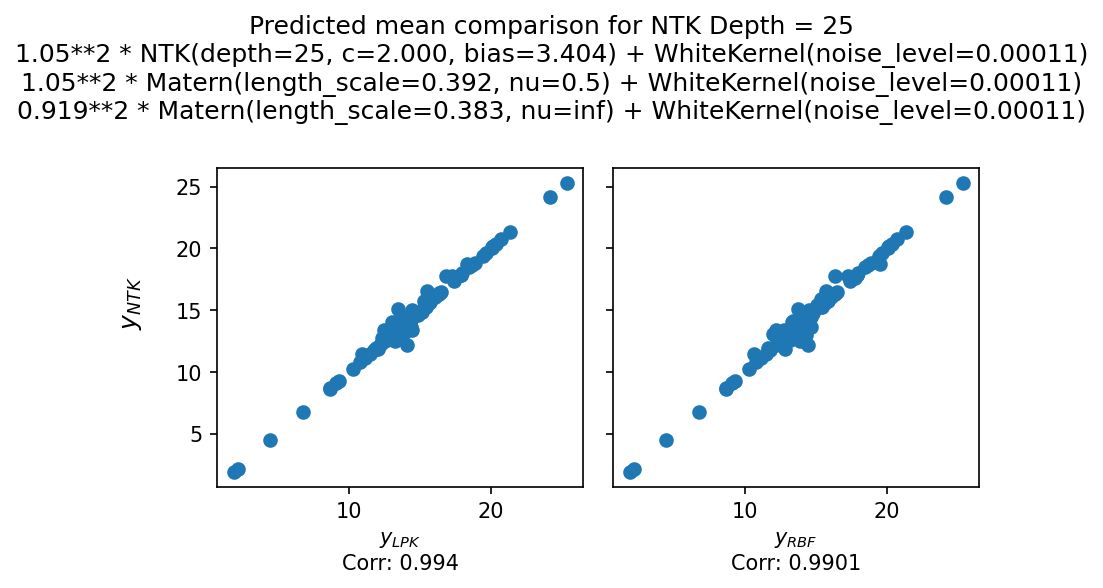 Predicted mean comparison for NTK Depth = 25
1.05**2 * NTK(depth=25, c=2.000, bias=3.404) + WhiteKernel(noise_level=0.00011)
1.05**2 * Matern(length_scale=0.392, nu=0.5) + WhiteKernel(noise_level=0.00011)
0.919**2 * Matern(length_scale=0.383, nu=inf) + WhiteKernel(noise_level=0.00011)
25
20
15
10
5
y_NTK
10 20
10 20
y_LPK
Corr: 0.994
y_RBF
Corr: 0.9901